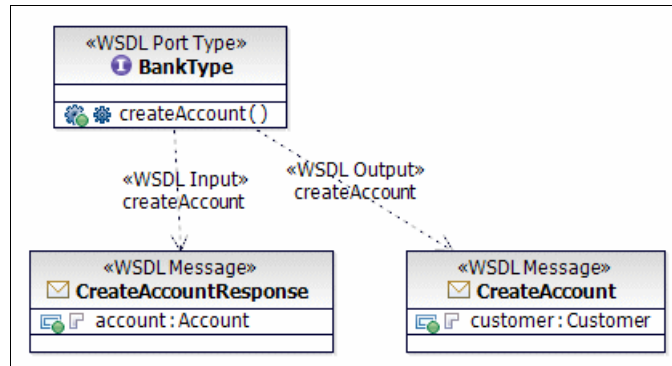 «WSDL Port Type»
I BankType
createAccount()
«WSDL Input»
createAccount
«WSDL Output»
createAccount
«WSDL Message»
CreateAccountResponse
account:Account
«WSDL Message»
CreateAccount
customer:Customer